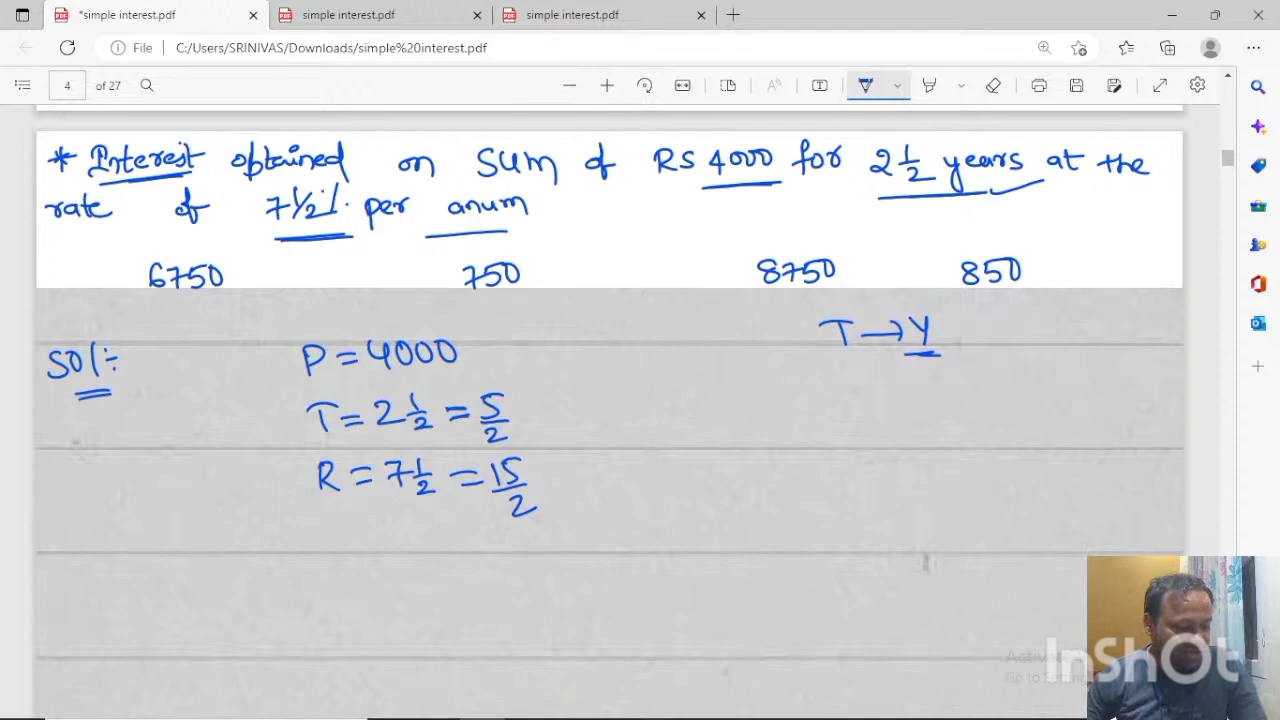 *simple interest.pdf simple interest.pdf simple interest.pdf
File C:/Users/SRINIVAS/Downloads/simple%20interest.pdf
4 of 27
* Interest obtained on sum of RS 4000 for 2 1/2 years at the
rate of 7 1/2 % per anum
6750 750 8750 850
T → Y
Sol:
P = 4000
T = 2 1/2 = 5/2
R = 7 1/2 = 15/2
InShOt